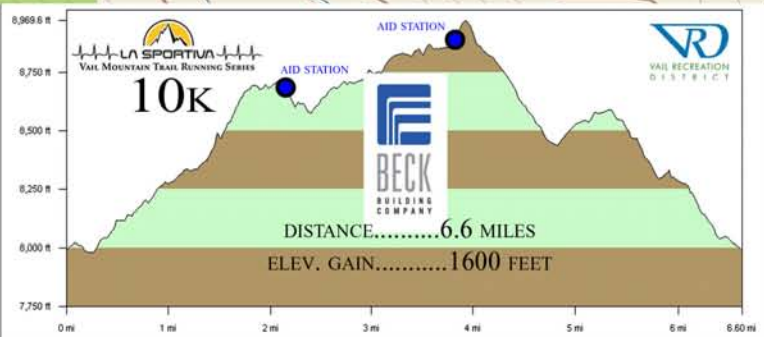 8,969.6 ft
LA SPORTIVA
VAIL MOUNTAIN TRAIL RUNNING SERIES
10K
AID STATION
AID STATION
VRD
VAIL RECREATION
DISTRICT
8,750 ft
8,500 ft
8,250 ft
8,000 ft
7,750 ft
BECK
BUILDING
COMPANY
DISTANCE..........6.6 MILES
ELEV. GAIN...........1600 FEET
0 mi 1 mi 2 mi 3 mi 4 mi 5 mi 6 mi 6.60 mi